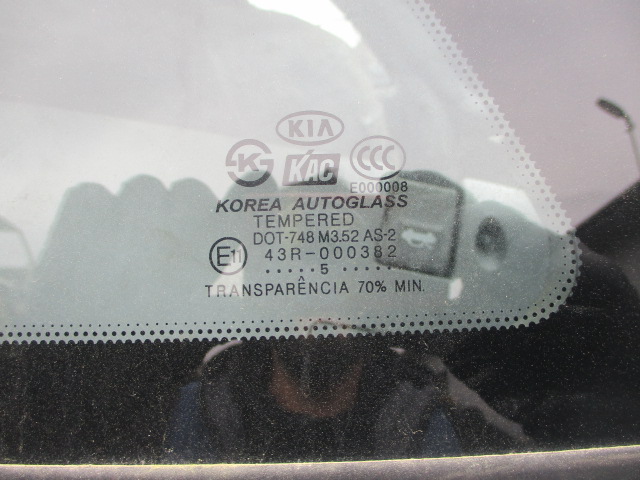 KIA
KS KAC CCC
E000008
KOREA AUTOGLASS
TEMPERED
DOT-748 M3.52 AS-2
E11 43R-000382
.....5.....
TRANSPARÊNCIA 70% MIN.